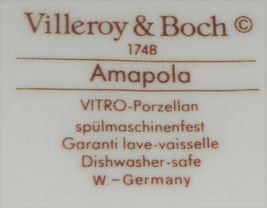 Villeroy & Boch ©
1748
Amapola
VITRO-Porzellan
spülmaschinenfest
Garanti lave-vaisselle
Dishwasher-safe
W.-Germany